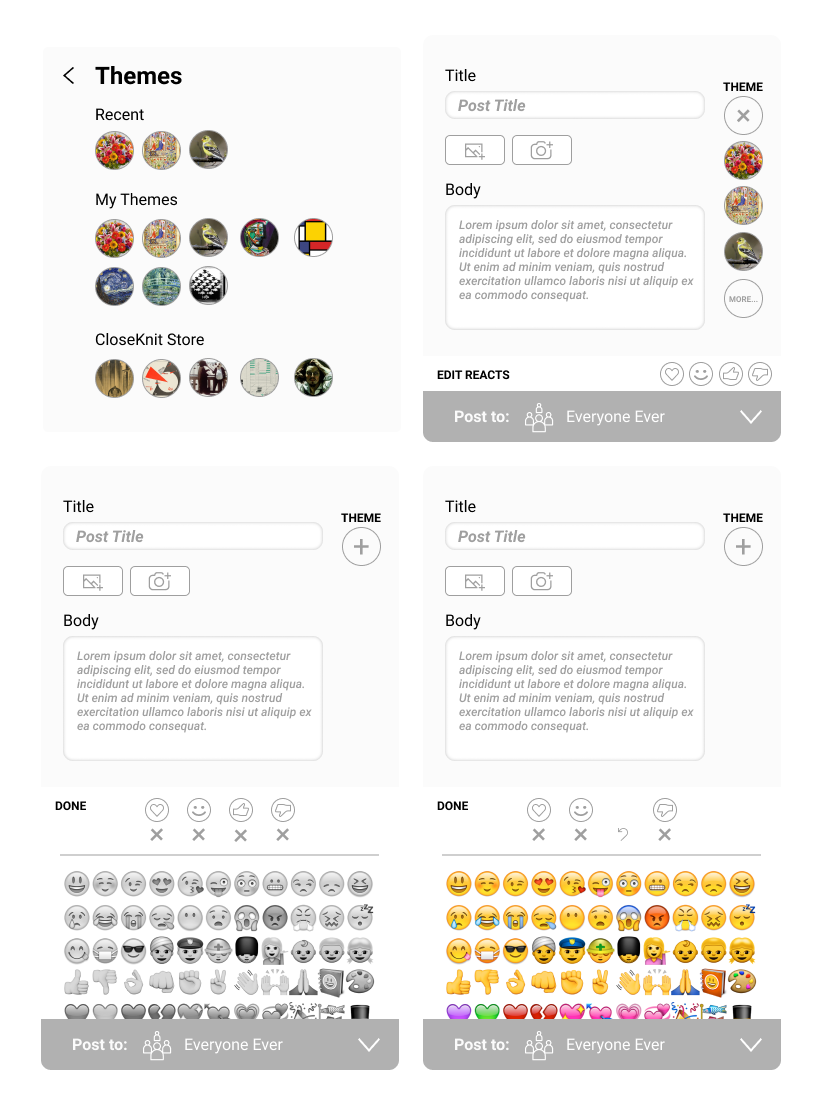 Themes
Recent
My Themes
CloseKnit Store
Title
THEME
Post Title
Body
Lorem ipsum dolor sit amet, consectetur
adipiscing elit, sed do eiusmod tempor
incididunt ut labore et dolore magna aliqua.
Ut enim ad minim veniam, quis nostrud
exercitation ullamco laboris nisi ut aliquip ex
ea commodo consequat.
MORE...
EDIT REACTS
Post to: Everyone Ever
Title
THEME
Post Title
Body
Lorem ipsum dolor sit amet, consectetur
adipiscing elit, sed do eiusmod tempor
incididunt ut labore et dolore magna aliqua.
Ut enim ad minim veniam, quis nostrud
exercitation ullamco laboris nisi ut aliquip ex
ea commodo consequat.
DONE
Post to: Everyone Ever
Title
THEME
Post Title
Body
Lorem ipsum dolor sit amet, consectetur
adipiscing elit, sed do eiusmod tempor
incididunt ut labore et dolore magna aliqua.
Ut enim ad minim veniam, quis nostrud
exercitation ullamco laboris nisi ut aliquip ex
ea commodo consequat.
DONE
Post to: Everyone Ever